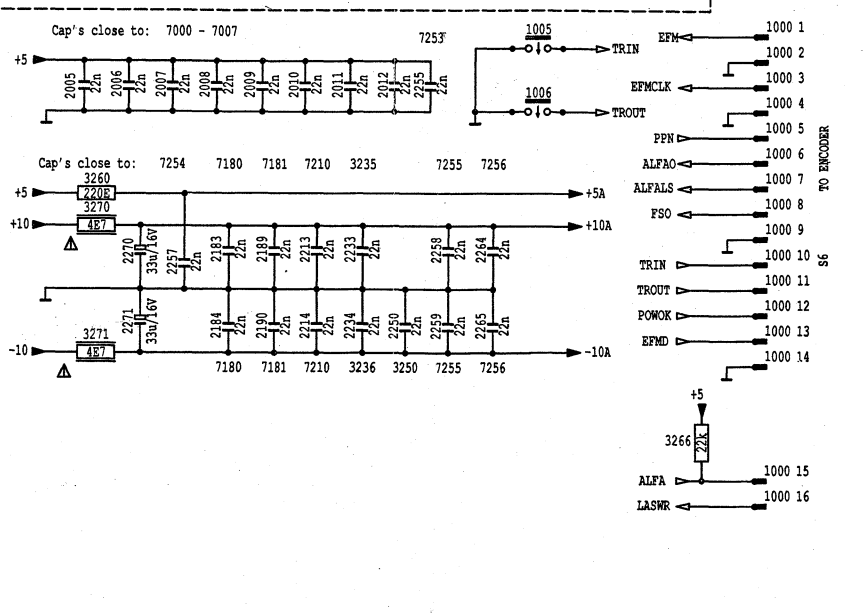 Cap's close to: 7000 - 7007
7253
+5
2005 22n
2006 22n
2007 22n
2008 22n
2009 22n
2010 22n
2011 22n
2012 22n
2255 22n
1005
TRIN
1006
TROUT
Cap's close to: 7254 7180 7181 7210 3235 7255 7256
3260
+5
220E
+5A
3270
+10
4E7
+10A
2270 33u/16V
2257 22n
2183 22n
2189 22n
2213 22n
2233 22n
2258 22n
2264 22n
2271 33u/16V
2184 22n
2190 22n
2214 22n
2234 22n
2250 22n
2259 22n
2265 22n
3271
-10
4E7
-10A
7180 7181 7210 3236 3250 7255 7256
EFM 1000 1
1000 2
EFMCLK 1000 3
1000 4
PPN 1000 5
ALFAO 1000 6
ALFALS 1000 7
FSO 1000 8
1000 9
TRIN 1000 10
TROUT 1000 11
POWOK 1000 12
EFMD 1000 13
1000 14
TO ENCODER
S6
+5
3266 22k
ALFA 1000 15
LASWR 1000 16